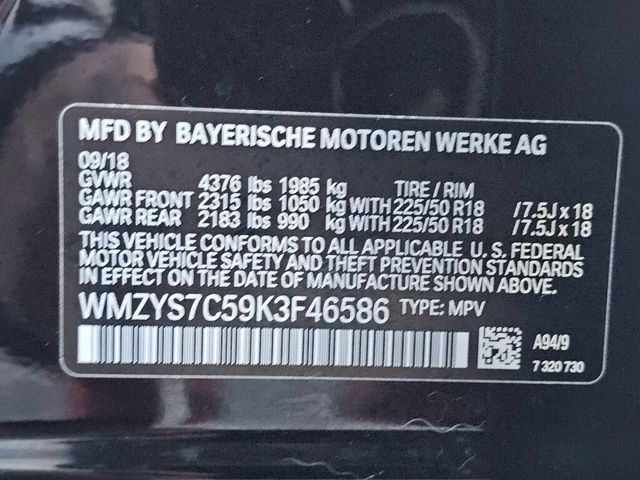 MFD BY BAYERISCHE MOTOREN WERKE AG
09/18
GVWR 4376 lbs 1985 kg TIRE / RIM
GAWR FRONT 2315 lbs 1050 kg WITH 225/50 R18 /7.5J x 18
GAWR REAR 2183 lbs 990 kg WITH 225/50 R18 /7.5J x 18
THIS VEHICLE CONFORMS TO ALL APPLICABLE U. S. FEDERAL
MOTOR VEHICLE SAFETY AND THEFT PREVENTION STANDARDS
IN EFFECT ON THE DATE OF MANUFACTURE SHOWN ABOVE.
WMZYS7C59K3F46586 TYPE: MPV
A94/9
7 320 730